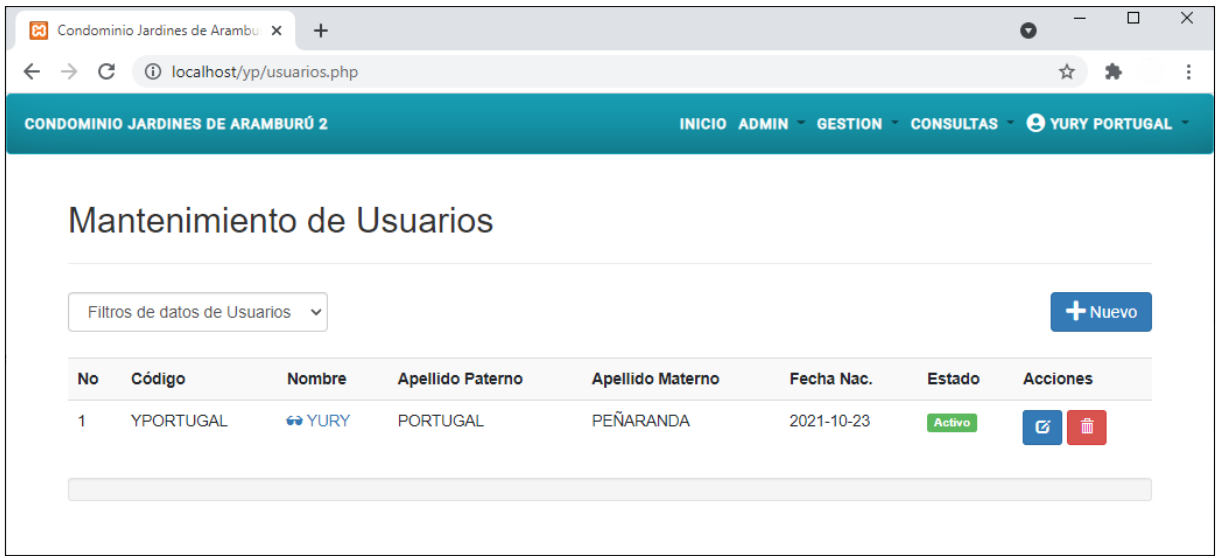 Condominio Jardines de Arambu
localhost/yp/usuarios.php
CONDOMINIO JARDINES DE ARAMBURÚ 2 INICIO ADMIN GESTION CONSULTAS YURY PORTUGAL
Mantenimiento de Usuarios
Filtros de datos de Usuarios Nuevo
No Código Nombre Apellido Paterno Apellido Materno Fecha Nac. Estado Acciones
1 YPORTUGAL YURY PORTUGAL PEÑARANDA 2021-10-23 Activo